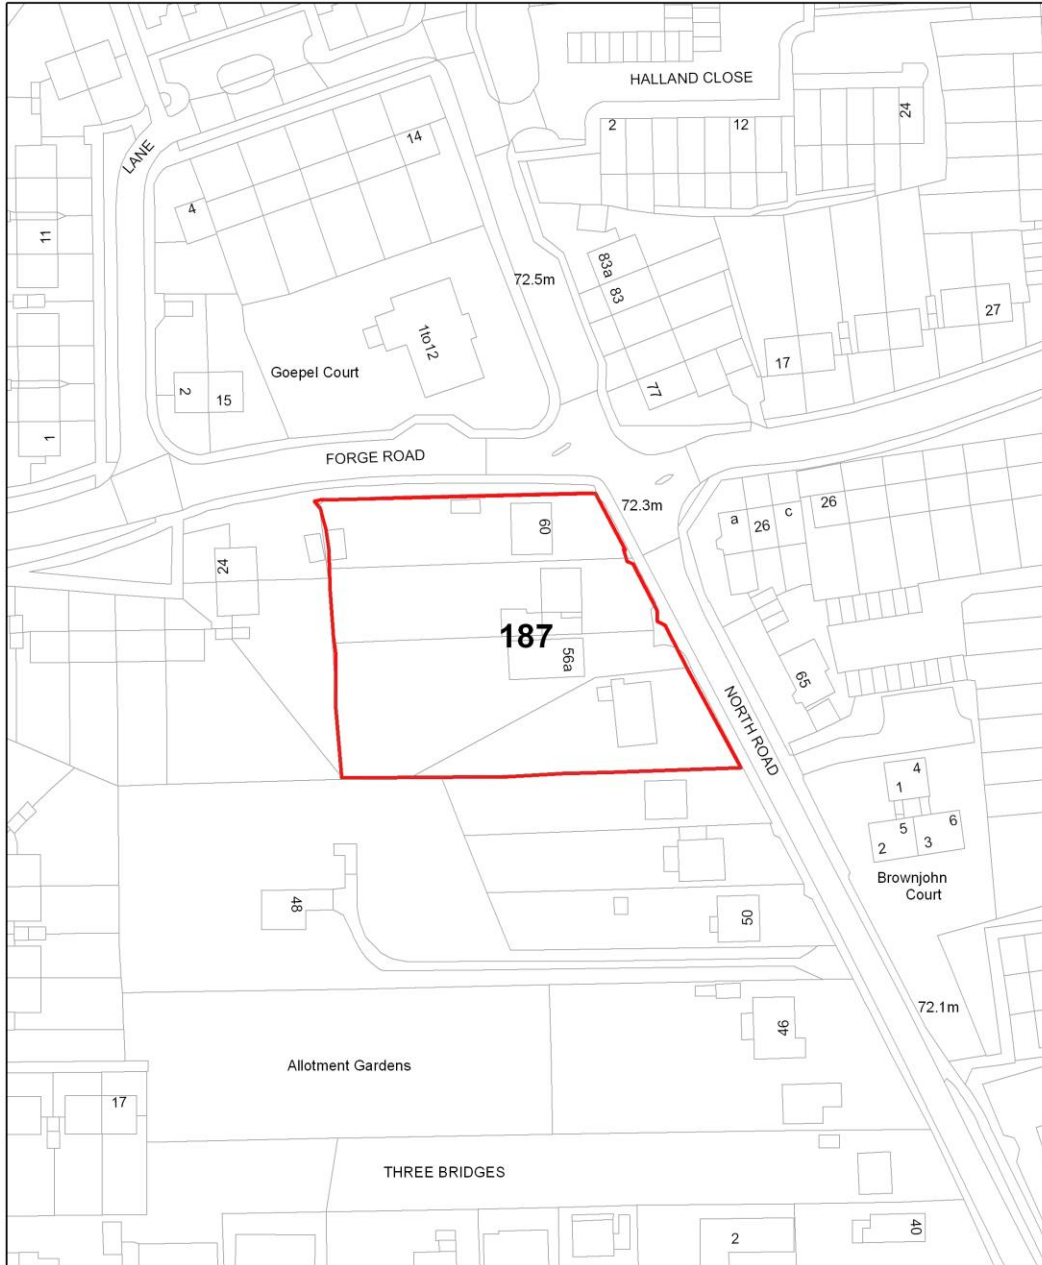 HALLAND CLOSE
2
12
24
14
LANE
4
11
83a
83
72.5m
27
1to12
17
Goepel Court
2
15
77
1
FORGE ROAD
72.3m
a
26
c
26
60
24
187
56a
65
NORTH ROAD
4
1
5
6
2
3
Brownjohn
Court
48
50
72.1m
46
Allotment Gardens
17
THREE BRIDGES
2
40